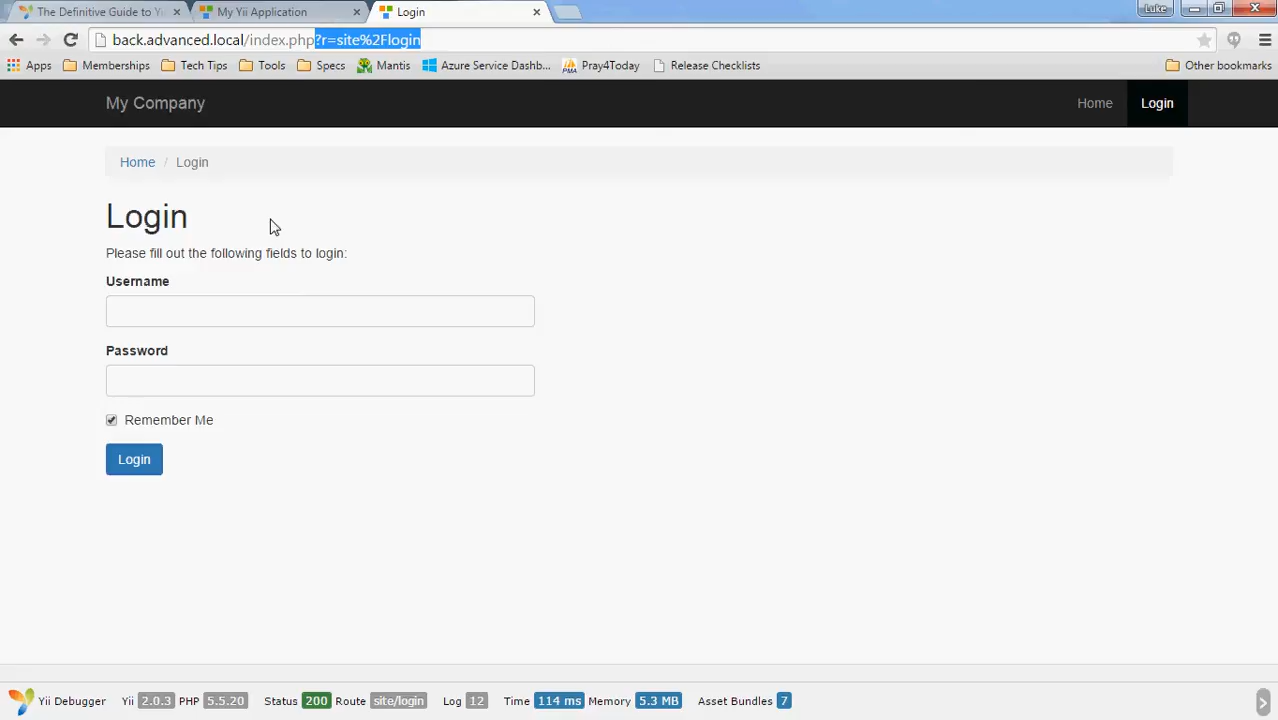 The Definitive Guide to Yi
My Yii Application
Login
Luke
back.advanced.local/index.php?r=site%2Flogin
Apps Memberships Tech Tips Tools Specs Mantis Azure Service Dashb... Pray4Today Release Checklists Other bookmarks
My Company Home Login
Home / Login
Login
Please fill out the following fields to login:
Username
Password
Remember Me
Login
Yii Debugger Yii 2.0.3 PHP 5.5.20 Status 200 Route site/login Log 12 Time 114 ms Memory 5.3 MB Asset Bundles 7